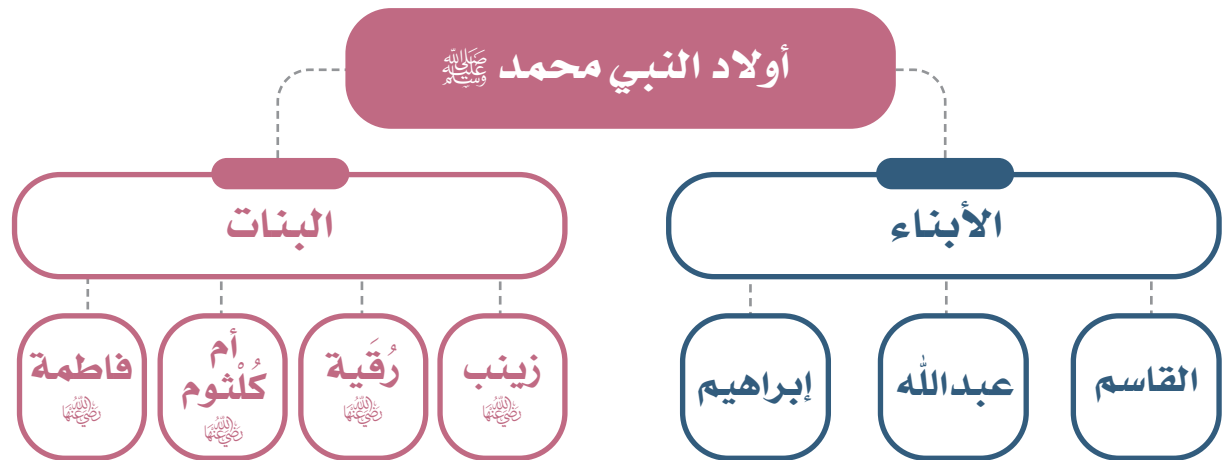 أولاد النبي محمد ﷺ
الأبناء
القاسم
عبدالله
إبراهيم
البنات
زينب
رضي الله عنها
رُقَية
رضي الله عنها
أم
كُلْثوم
رضي الله عنها
فاطمة
رضي الله عنها